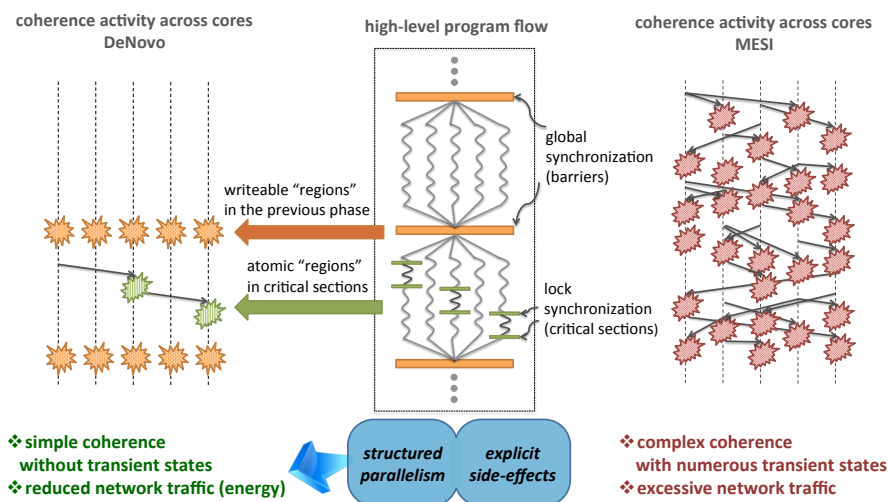 coherence activity across cores
DeNovo
high-level program flow
coherence activity across cores
MESI
global
synchronization
(barriers)
writeable “regions”
in the previous phase
atomic “regions”
in critical sections
lock
synchronization
(critical sections)
❖simple coherence
without transient states
❖reduced network traffic (energy)
structured
parallelism
explicit
side-effects
❖complex coherence
with numerous transient states
❖excessive network traffic